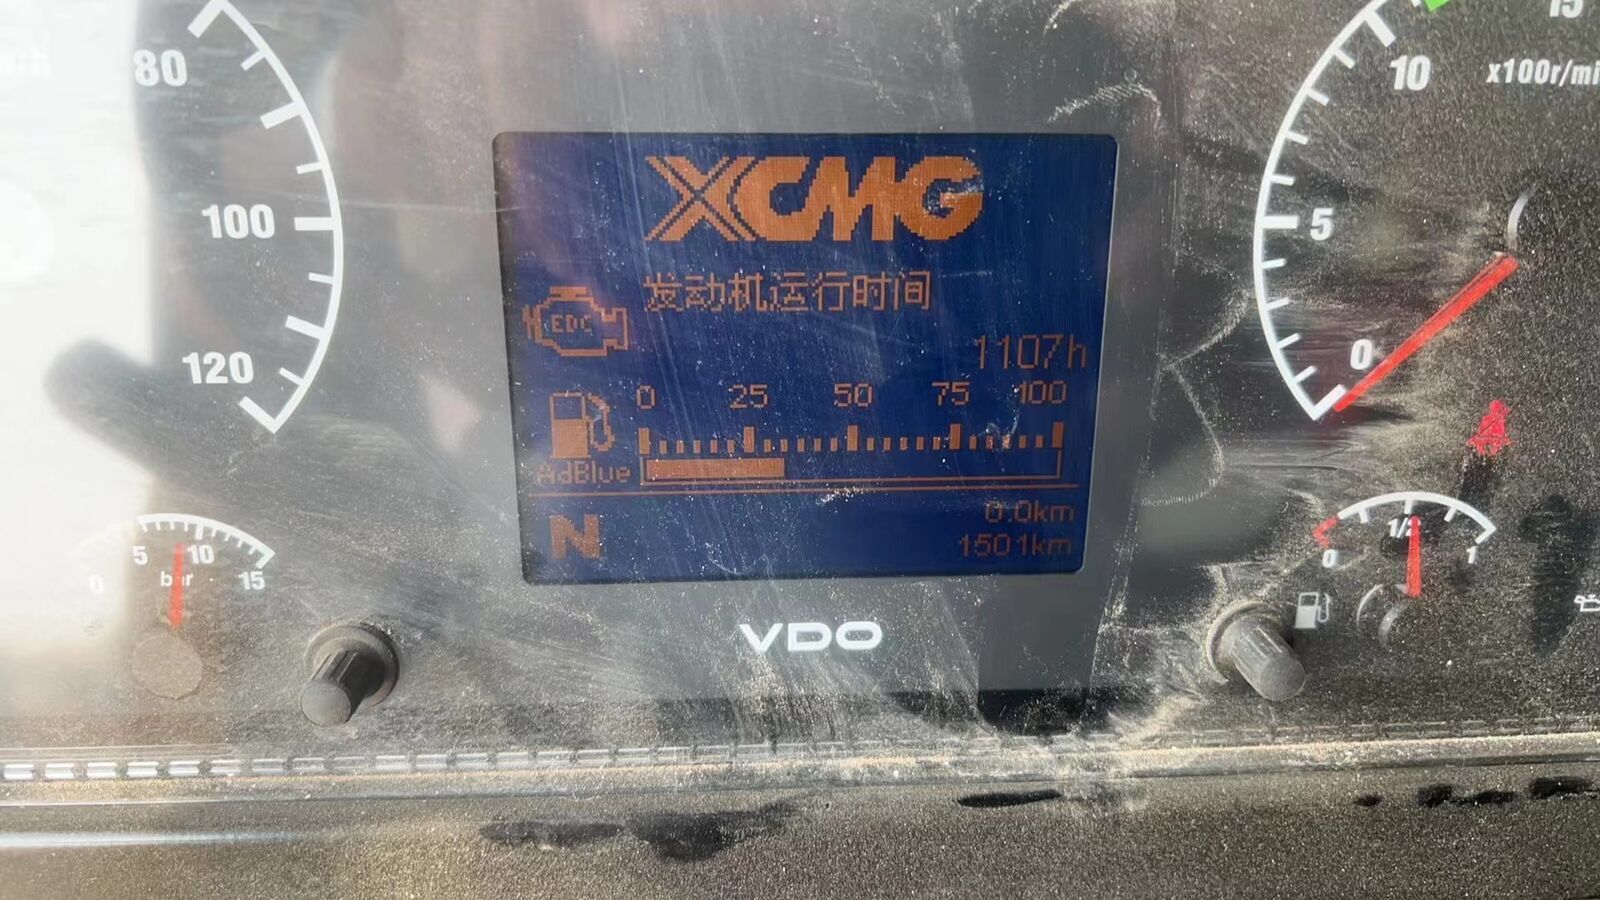 80
100
120
XCMG
发动机运行时间
EDC
1107h
0 25 50 75 100
AdBlue
N
0.0km
1501km
15
10
x100r/mi
5
0
0 5 10 15
bar
VDO
0 1/2 1